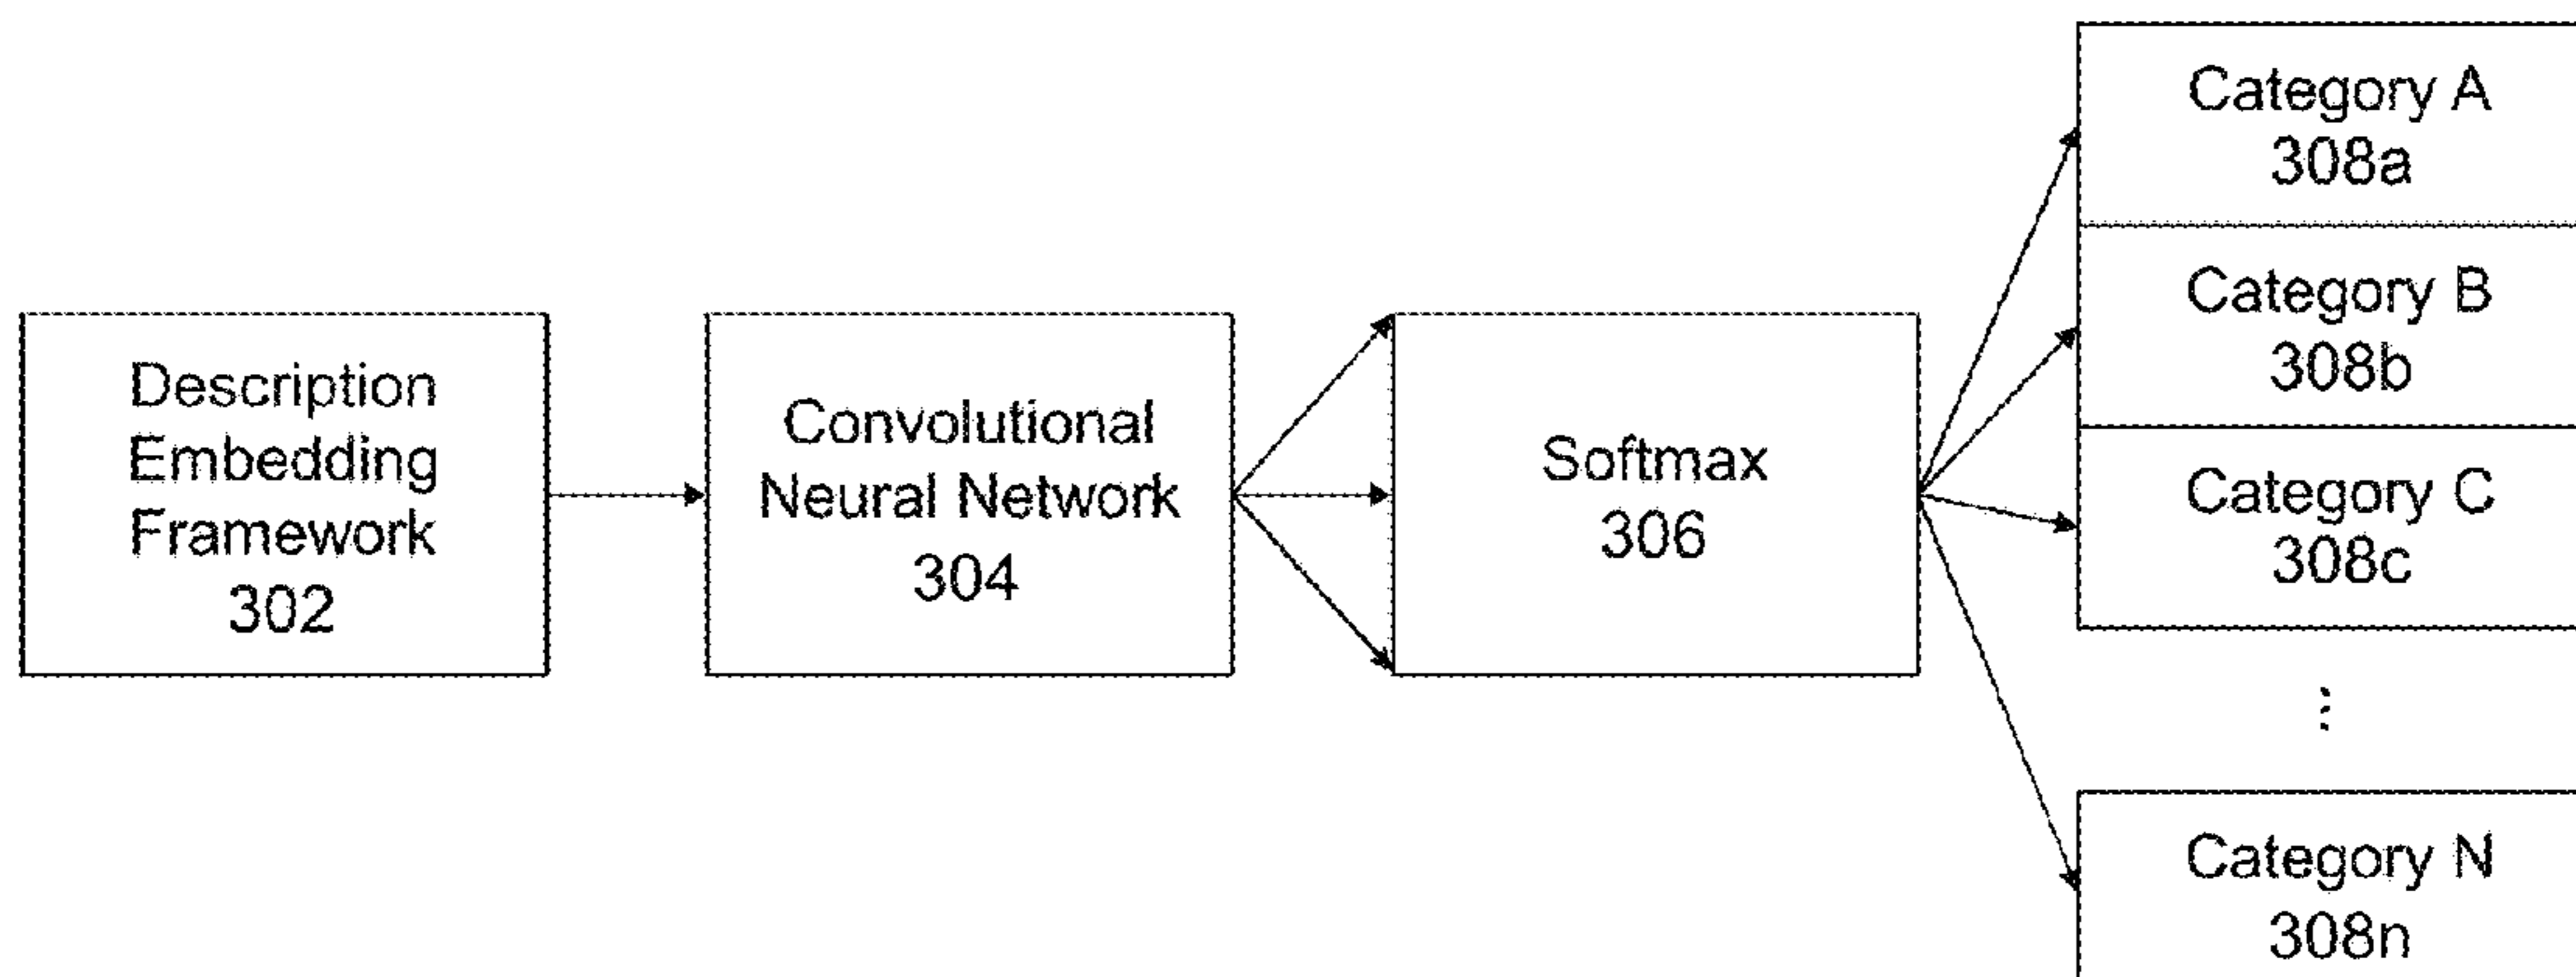 Description
Embedding
Framework
302
Convolutional
Neural Network
304
Softmax
306
Category A
308a
Category B
308b
Category C
308c
⋮
Category N
308n